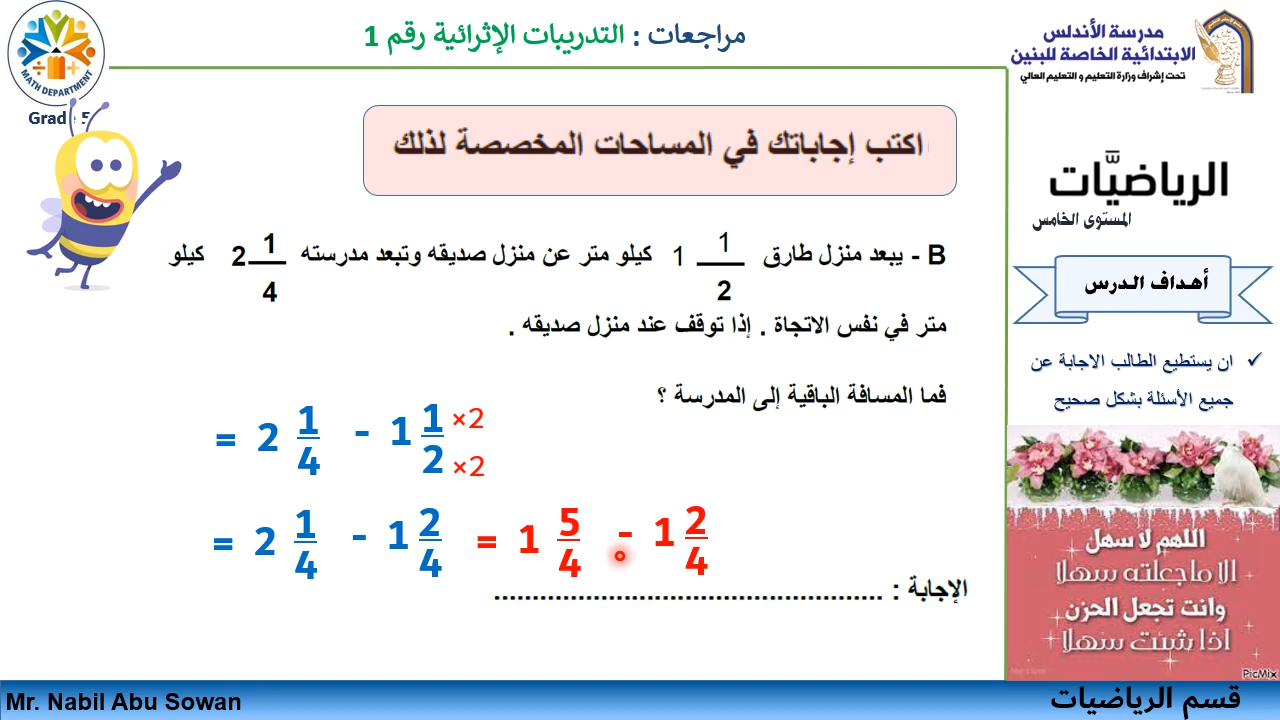 MATH DEPARTMENT
Grade 5
مراجعات : التدريبات الإثرائية رقم 1
مدرسة الأندلس
الابتدائية الخاصة للبنين
تحت إشراف وزارة التعليم و التعليم العالي
اكتب إجاباتك في المساحات المخصصة لذلك
B - يبعد منزل طارق 1 1/2 كيلو متر عن منزل صديقه وتبعد مدرسته 2 1/4 كيلو
متر في نفس الاتجاة . إذا توقف عند منزل صديقه .
فما المسافة الباقية إلى المدرسة ؟
= 2 1/4 - 1 1/2 ×2 ×2
= 2 1/4 - 1 2/4 = 1 5/4 - 1 2/4
الإجابة : ..................................................
الرياضيَّات
المستوى الخامس
أهداف الدرس
✓ ان يستطيع الطالب الاجابة عن
جميع الأسئلة بشكل صحيح
اللهم لا سهل
الا ماجعلته سهلا
وانت تجعل الحزن
اذا شئت سهلا
PicMix
Mr. Nabil Abu Sowan
قسم الرياضيات